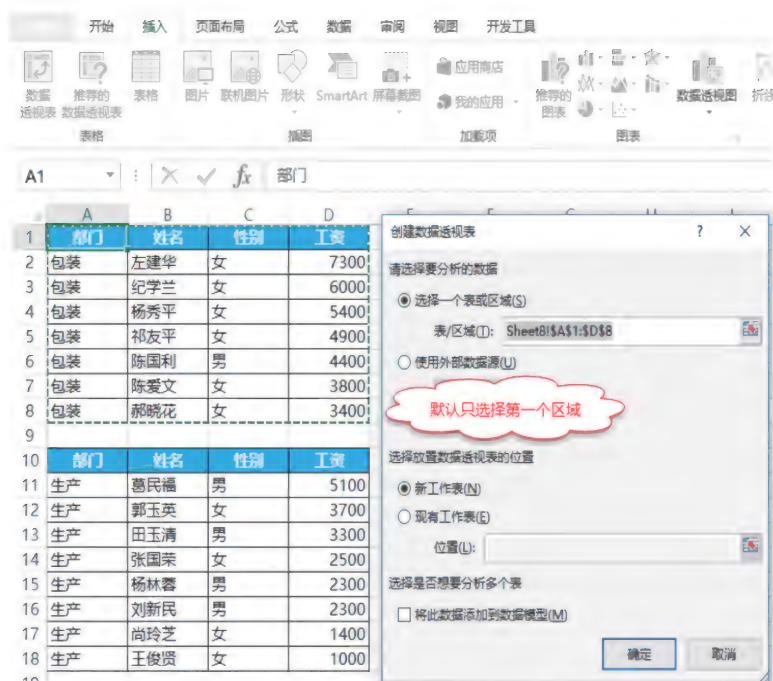 开始 插入 页面布局 公式 数据 审阅 视图 开发工具
数据 推荐的 表格 图片 联机图片 形状 SmartArt 屏幕截图 应用商店 我的应用 推荐的 数据透视图
透视表 数据透视表 图表
表格 插图 加载项 图表
A1 fx 部门
A B C D
1 部门 姓名 性别 工资
2 包装 左建华 女 7300
3 包装 纪学兰 女 6000
4 包装 杨秀平 女 5400
5 包装 祁友平 女 4900
6 包装 陈国利 男 4400
7 包装 陈爱文 女 3800
8 包装 郝晓花 女 3400
9
10 部门 姓名 性别 工资
11 生产 葛民福 男 5100
12 生产 郭玉英 女 3700
13 生产 田玉清 男 3300
14 生产 张国荣 女 2500
15 生产 杨林蓉 男 2300
16 生产 刘新民 男 2300
17 生产 尚玲芝 女 1400
18 生产 王俊贤 女 1000
创建数据透视表 ? ×
请选择要分析的数据
选择一个表或区域(S)
表/区域(T): Sheet8!$A$1:$D$8
使用外部数据源(U)
默认只选择第一个区域
选择放置数据透视表的位置
新工作表(N)
现有工作表(E)
位置(L):
选择是否想要分析多个表
将此数据添加到数据模型(M)
确定 取消